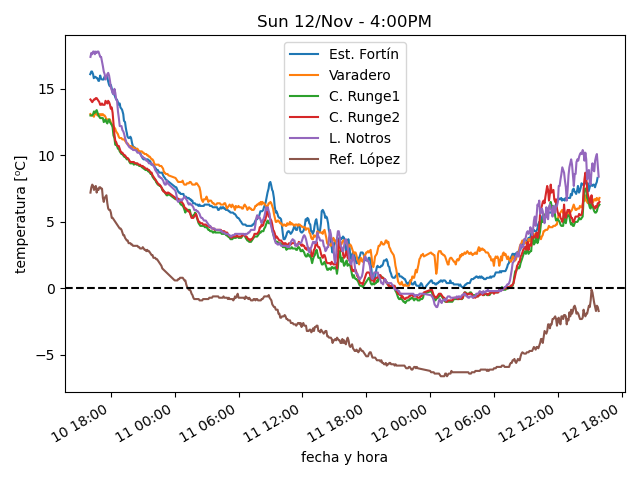 Sun 12/Nov - 4:00PM
temperatura [°C]
Est. Fortín
Varadero
C. Runge1
C. Runge2
L. Notros
Ref. López
15
10
5
0
−5
10 18:00
11 00:00
11 06:00
11 12:00
11 18:00
12 00:00
12 06:00
12 12:00
12 18:00
fecha y hora